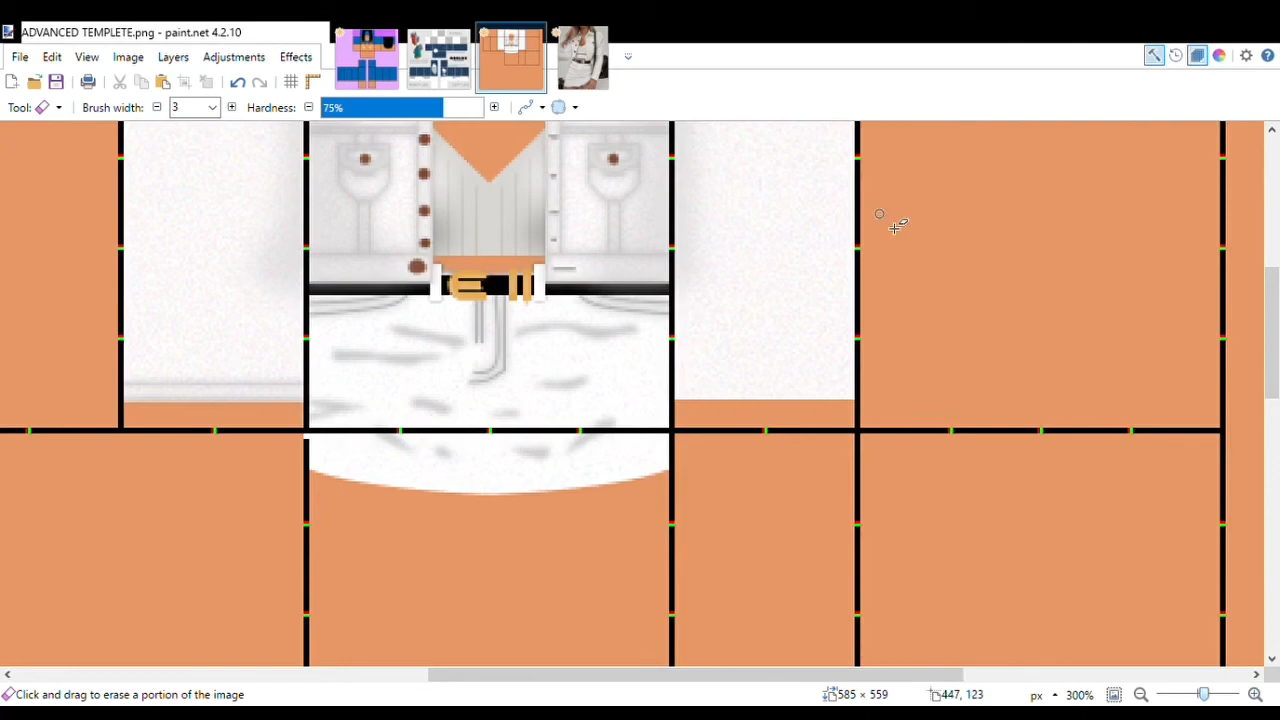 ADVANCED TEMPLETE.png - paint.net 4.2.10
File Edit View Image Layers Adjustments Effects
Tool: Brush width: 3 Hardness: 75%
Click and drag to erase a portion of the image 585 × 559 447, 123 px 300%